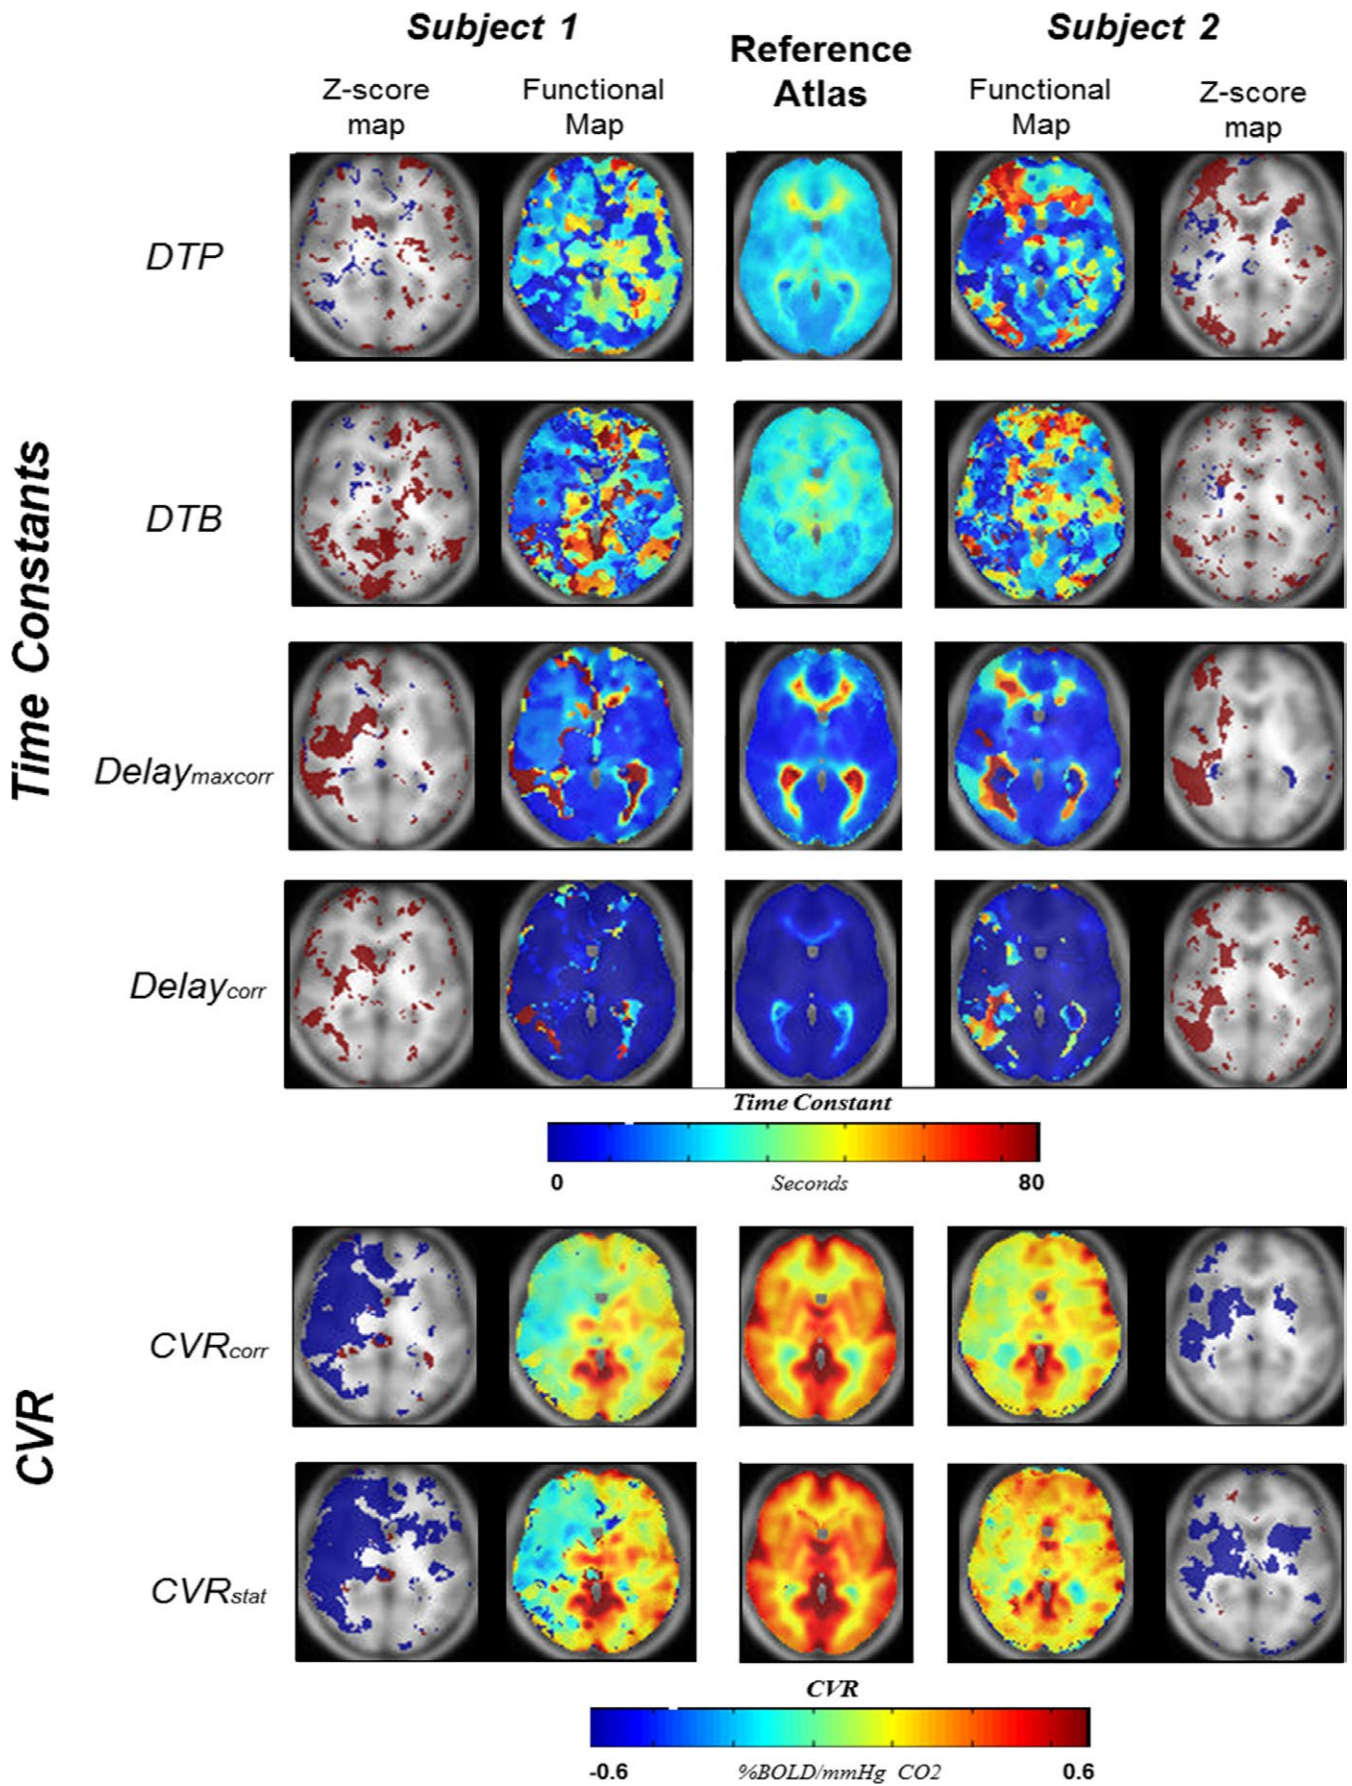 Subject 1
Reference
Atlas
Subject 2
Z-score
map
Functional
Map
Functional
Map
Z-score
map
Time Constants
DTP
DTB
Delaymaxcorr
Delaycorr
Time Constant
0
Seconds
80
CVR
CVRcorr
CVRstat
CVR
-0.6
%BOLD/mmHg CO2
0.6